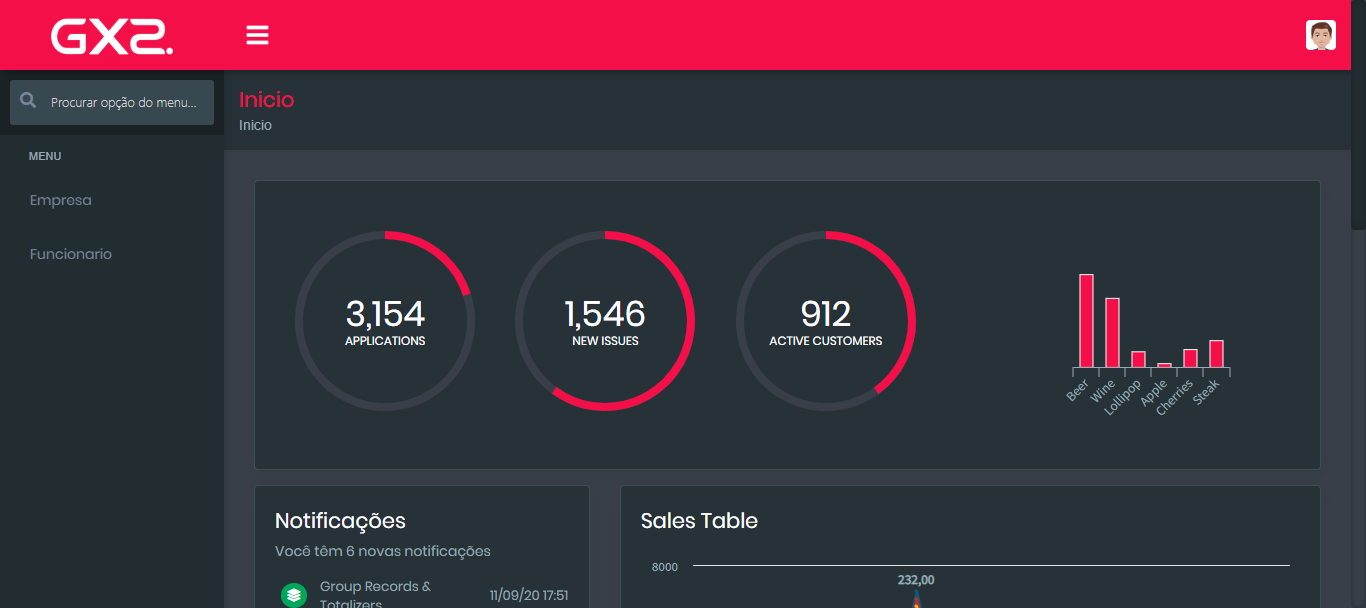 GX2.
Procurar opção do menu...
Inicio
Inicio
MENU
Empresa
Funcionario
3,154
APPLICATIONS
1,546
NEW ISSUES
912
ACTIVE CUSTOMERS
Beer
Wine
Lollipop
Apple
Cherries
Steak
Notificações
Você têm 6 novas notificações
Group Records &
Totalizers
11/09/20 17:51
Sales Table
8000
232,00